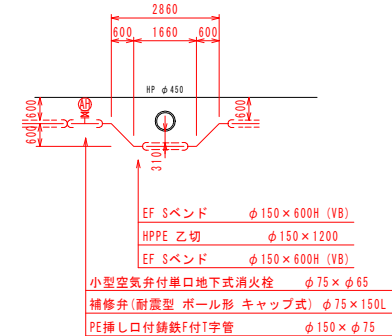 2860
600 1660 600
HP φ450
AH
600
600
600
310
EF Sベンド φ150×600H (VB)
HPPE 乙切 φ150×1200
EF Sベンド φ150×600H (VB)
小型空気弁付単口地下式消火栓 φ75×φ65
補修弁(耐震型 ボール形 キャップ式) φ75×150L
PE挿し口付鋳鉄F付T字管 φ150×φ75